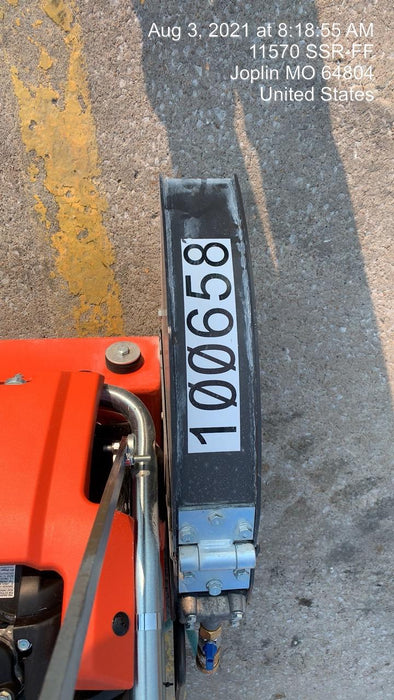 Aug 3, 2021 at 8:18:55 AM
11570 SSR-FF
Joplin MO 64804
United States
100658